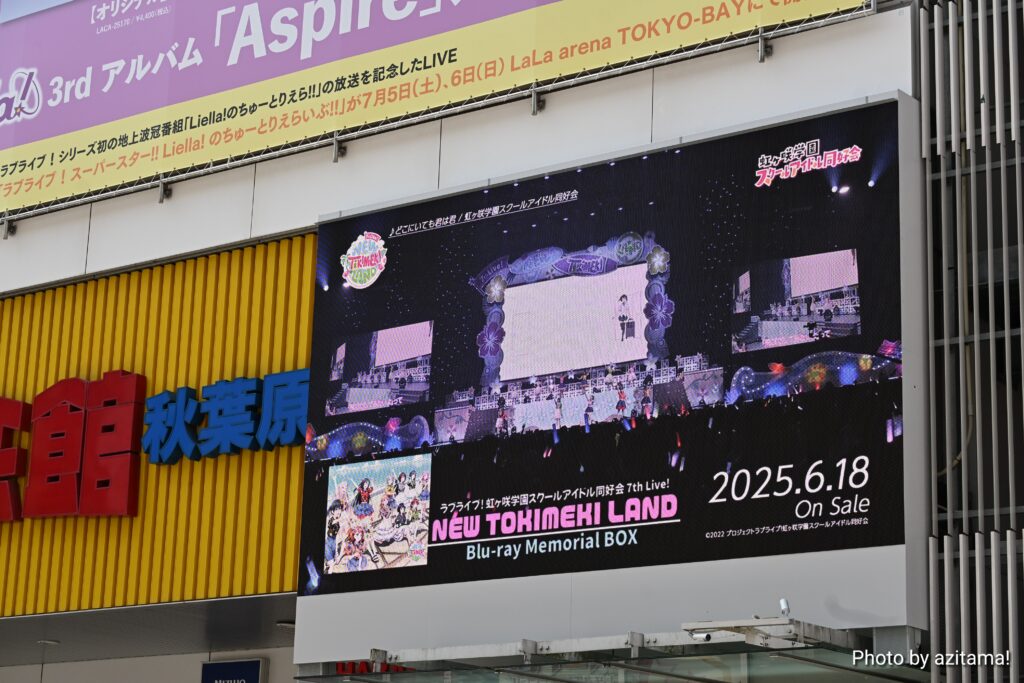 【オリジナル
LACA-25170 / ¥4,400(税込)
3rd アルバム「Aspire」
ラブライブ！シリーズ初の地上波冠番組「Liella!のちゅーとりえら!!」の放送を記念したLIVE
ラブライブ！スーパースター!! Liella! のちゅーとりえらいぶ!!」が7月5日(土)、6日(日) LaLa arena TOKYO-BAYにて
館
秋葉原
虹ヶ咲学園
スクールアイドル同好会
♪どこにいても君は君 / 虹ヶ咲学園スクールアイドル同好会
NEW
TOKIMEKI
LAND
TOKIMEKI
ラブライブ！虹ヶ咲学園スクールアイドル同好会 7th Live!
NEW TOKIMEKI LAND
Blu-ray Memorial BOX
2025.6.18
On Sale
©2022 プロジェクトラブライブ!虹ヶ咲学園スクールアイドル同好会
MIZUNO
Photo by azitama!